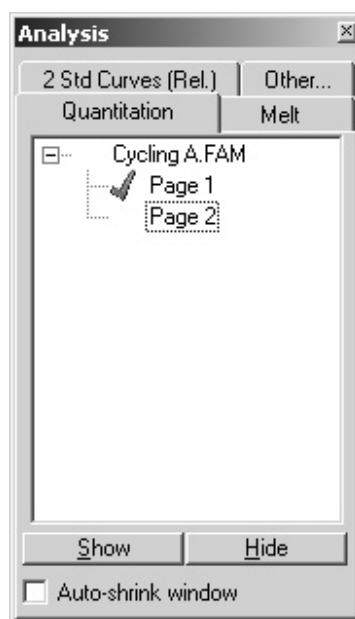 Analysis
2 Std Curves (Rel.) Other...
Quantitation Melt
Cycling A.FAM
Page 1
Page 2
Show Hide
Auto-shrink window